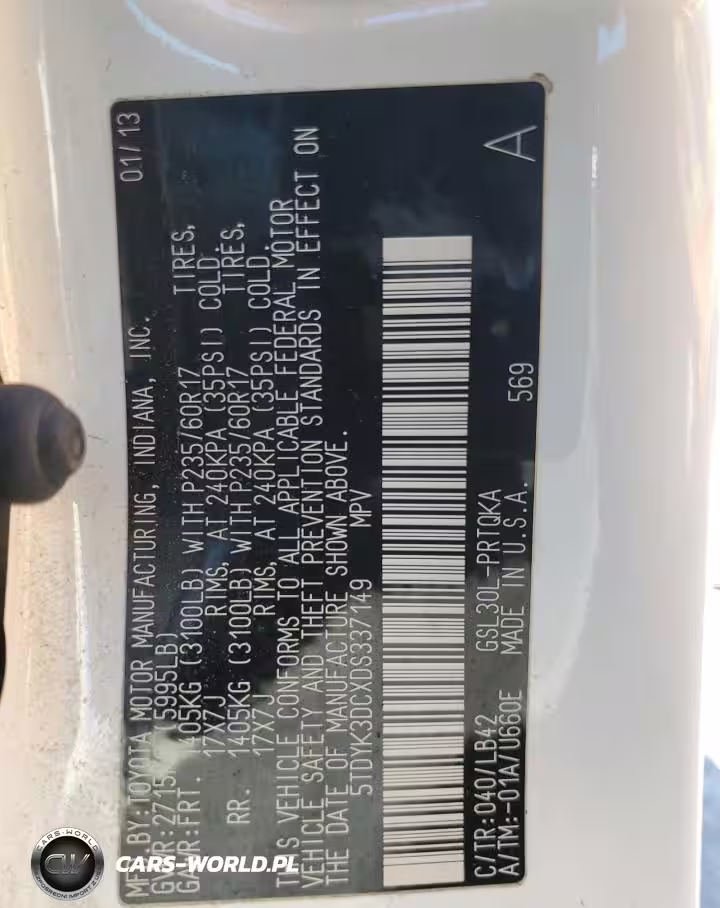 MFD.BY:TOYOTA MOTOR MANUFACTURING, INDIANA, INC. 01/13
(5995LB)
GAWR:FRT. 1405KG (3100LB) WITH P235/60R17 TIRES,
17X7J RIMS, AT 240KPA (35PSI) COLD.
RR. 1405KG (3100LB) WITH P235/60R17 TIRES,
17X7J RIMS, AT 240KPA (35PSI) COLD.
THIS VEHICLE CONFORMS TO ALL APPLICABLE FEDERAL MOTOR
VEHICLE SAFETY AND THEFT PREVENTION STANDARDS IN EFFECT ON
THE DATE OF MANUFACTURE SHOWN ABOVE.
5TDYK3DCXDS337149 MPV
C/TR:040/LB42 GSL30L-PRTQKA A
A/TM:-01A/U660E MADE IN U.S.A. 569
CARS-WORLD
CW
CARS-WORLD.PL